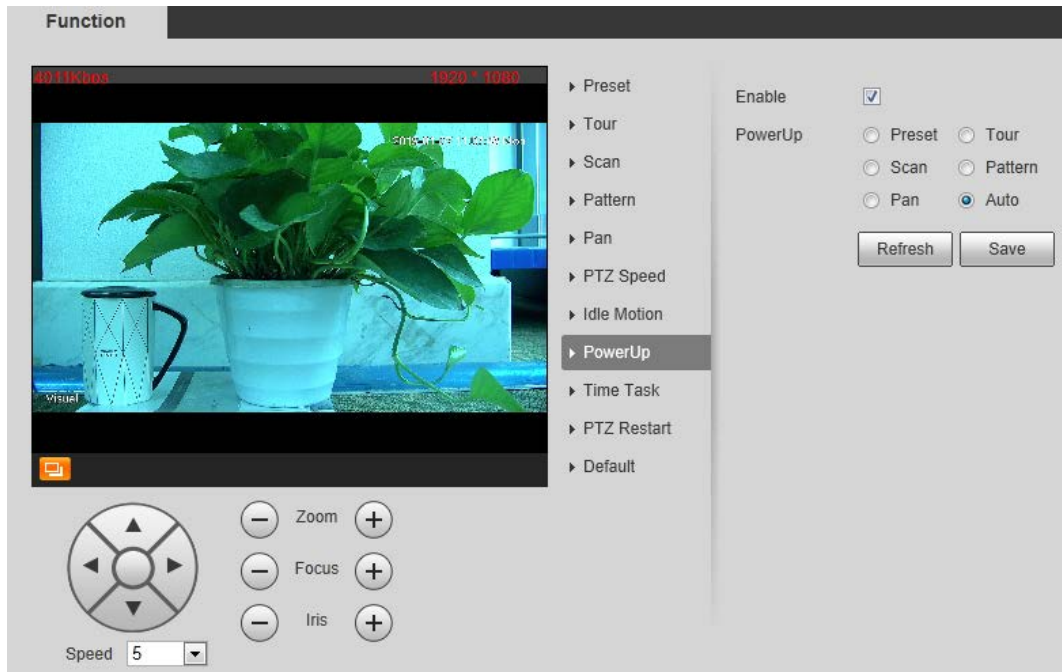 Function
4011Kbps 1920 * 1080
Visuel
Preset
Tour
Scan
Pattern
Pan
PTZ Speed
Idle Motion
PowerUp
Time Task
PTZ Restart
Default
Enable
PowerUp
Preset Tour
Scan Pattern
Pan Auto
Refresh Save
Zoom
Focus
Iris
Speed 5